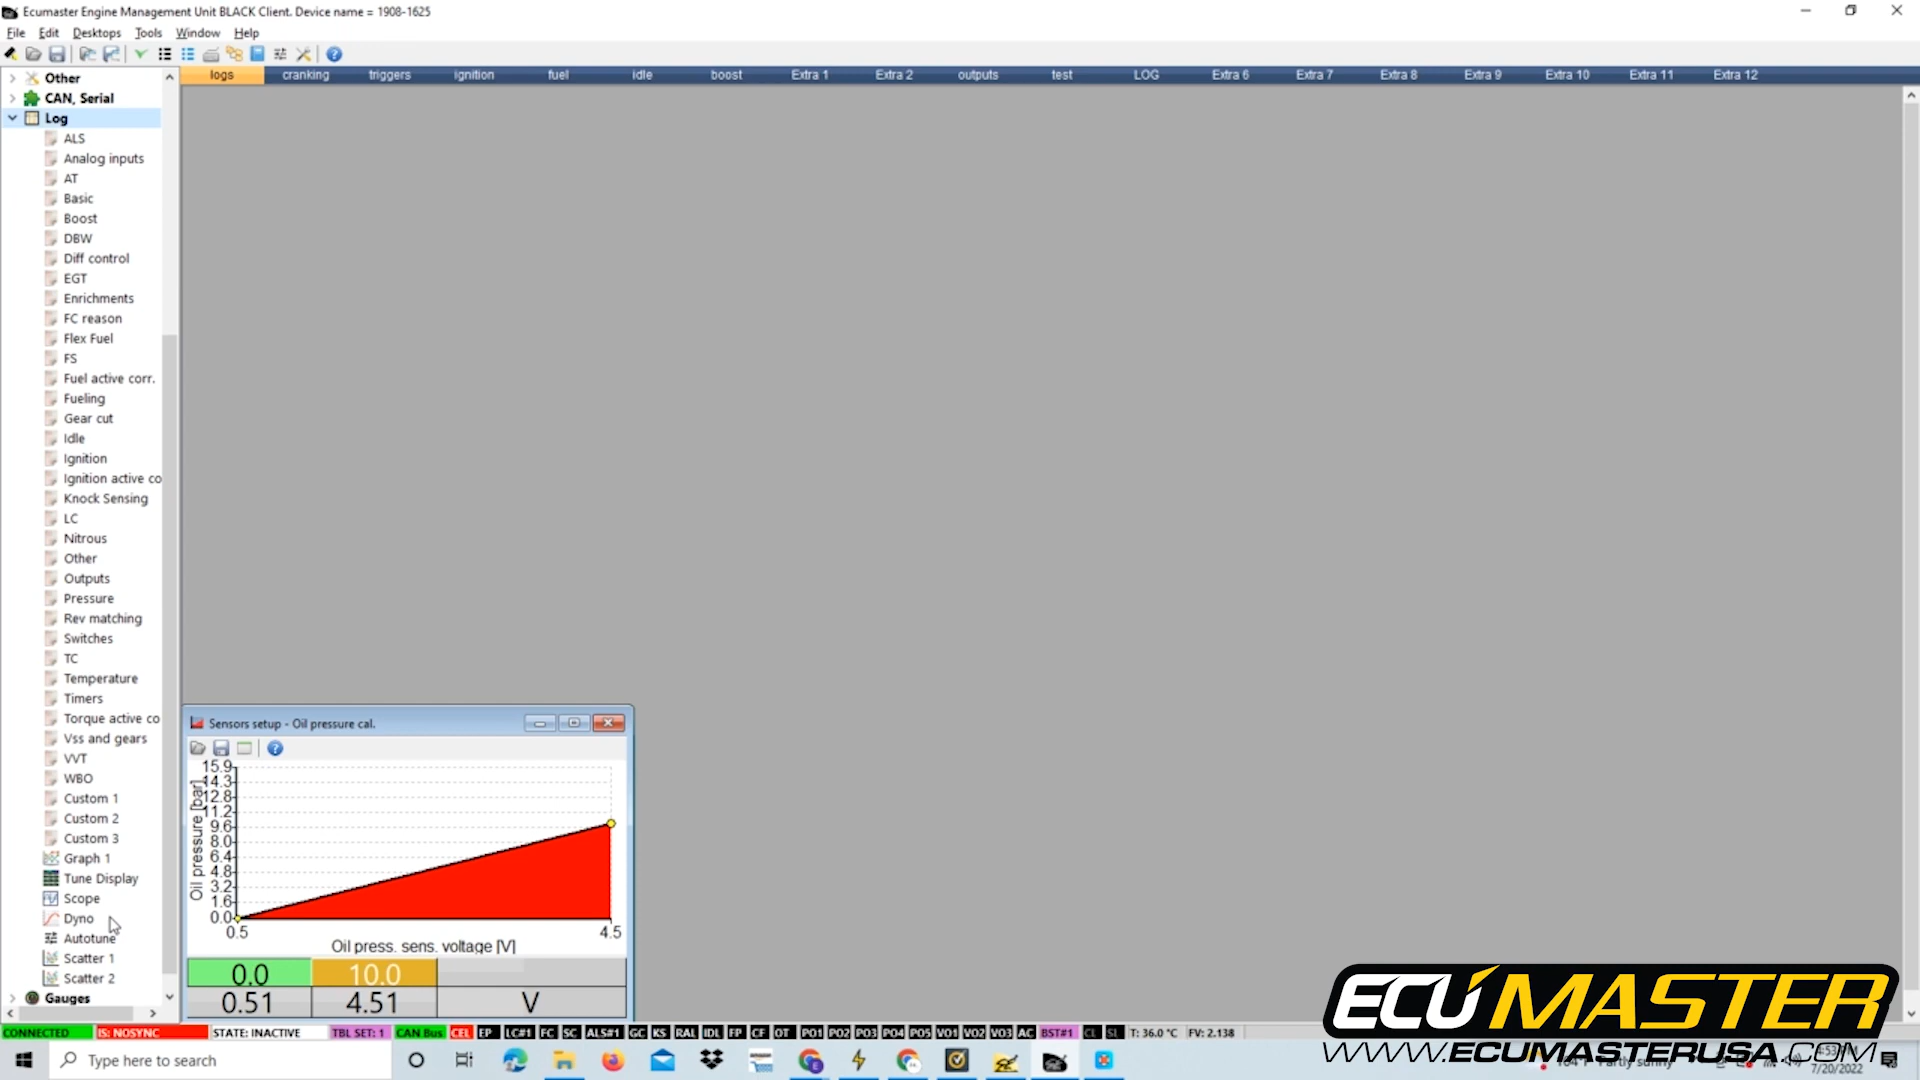 Ecumaster Engine Management Unit BLACK Client. Device name = 1908-1625
File Edit Desktops Tools Window Help
logs cranking triggers ignition fuel idle boost Extra 1 Extra 2 outputs test LOG Extra 6 Extra 7 Extra 8 Extra 9 Extra 10 Extra 11 Extra 12
Other
CAN, Serial
Log
ALS
Analog inputs
AT
Basic
Boost
DBW
Diff control
EGT
Enrichments
FC reason
Flex Fuel
FS
Fuel active corr.
Fueling
Gear cut
Idle
Ignition
Ignition active co
Knock Sensing
LC
Nitrous
Other
Outputs
Pressure
Rev matching
Switches
TC
Temperature
Timers
Torque active co
Vss and gears
VVT
WBO
Custom 1
Custom 2
Custom 3
Graph 1
Tune Display
Scope
Dyno
Autotune
Scatter 1
Scatter 2
Gauges
Sensors setup - Oil pressure cal.
Oil pressure [bar]
15.9
14.3
12.8
11.2
9.6
8.0
6.4
4.8
3.2
1.6
0.0
0.5 4.5
Oil press. sens. voltage [V]
0.0 10.0
0.51 4.51 V
CONNECTED IS: NOSYNC STATE: INACTIVE TBL SET: 1 CAN Bus CEL EP LC#1 FC SC ALS#1 GC KS RAL IDL FP CF OT PO1 PO2 PO3 PO4 PO5 VO1 VO2 VO3 AC BST#1 CL SL T: 36.0 °C FV: 2.138
Type here to search
ECUMASTER
WWW.ECUMASTERUSA.COM
7/20/2022